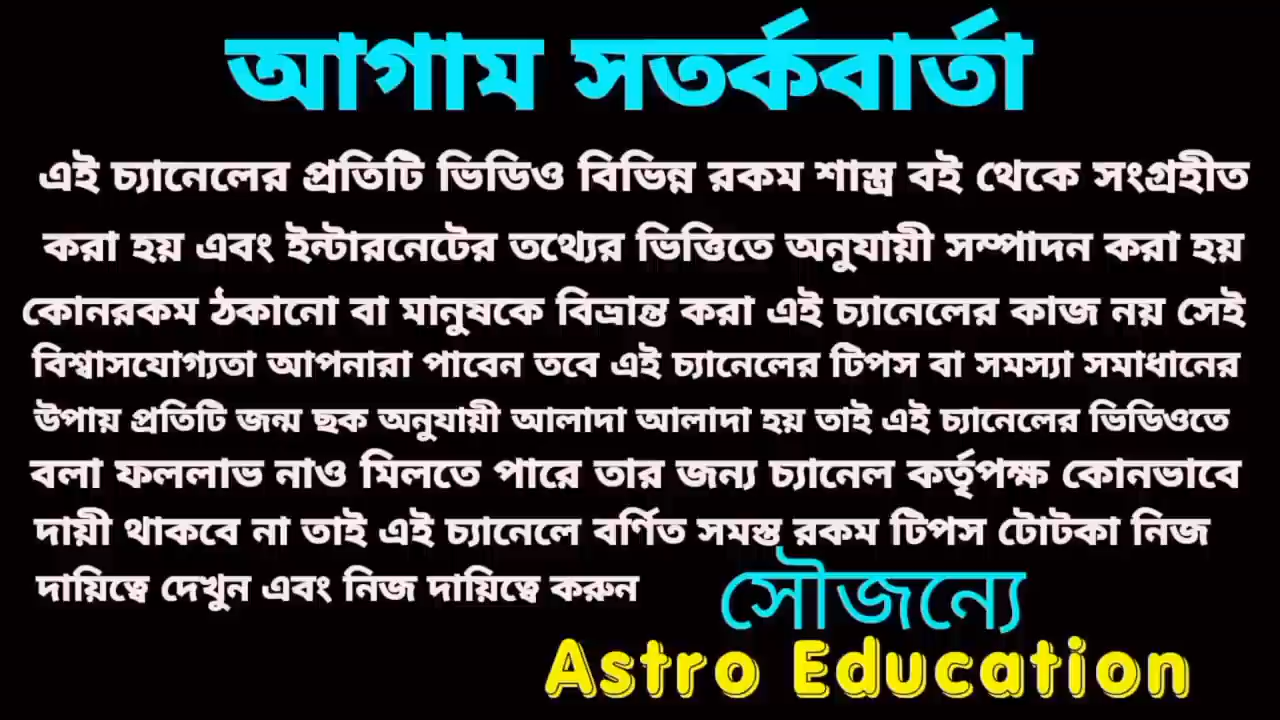 আগাম সতর্কবার্তা
এই চ্যানেলের প্রতিটি ভিডিও বিভিন্ন রকম শাস্ত্র বই থেকে সংগ্রহীত
করা হয় এবং ইন্টারনেটের তথ্যের ভিত্তিতে অনুযায়ী সম্পাদন করা হয়
কোনরকম ঠকানো বা মানুষকে বিভ্রান্ত করা এই চ্যানেলের কাজ নয় সেই
বিশ্বাসযোগ্যতা আপনারা পাবেন তবে এই চ্যানেলের টিপস বা সমস্যা সমাধানের
উপায় প্রতিটি জন্ম ছক অনুযায়ী আলাদা আলাদা হয় তাই এই চ্যানেলের ভিডিওতে
বলা ফললাভ নাও মিলতে পারে তার জন্য চ্যানেল কর্তৃপক্ষ কোনভাবে
দায়ী থাকবে না তাই এই চ্যানেলে বর্ণিত সমস্ত রকম টিপস টোটকা নিজ
দায়িত্বে দেখুন এবং নিজ দায়িত্বে করুন
সৌজন্যে
Astro Education